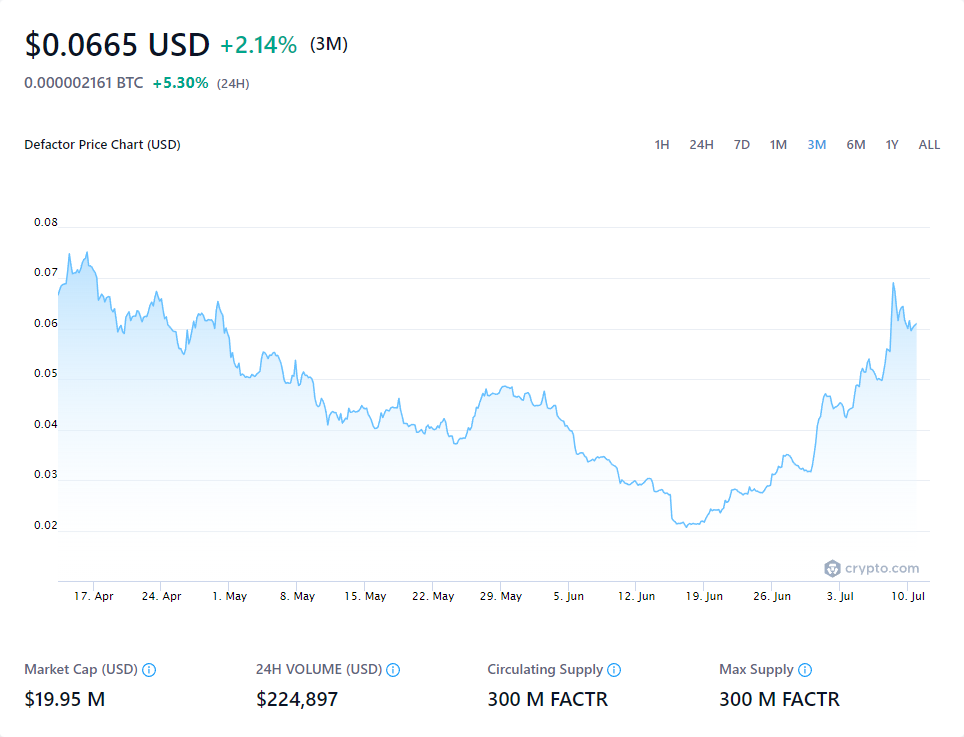 $0.0665 USD +2.14% (3M)
0.000002161 BTC +5.30% (24H)
Defactor Price Chart (USD) 1H 24H 7D 1M 3M 6M 1Y ALL
0.08
0.07
0.06
0.05
0.04
0.03
0.02
crypto.com
17. Apr 24. Apr 1. May 8. May 15. May 22. May 29. May 5. Jun 12. Jun 19. Jun 26. Jun 3. Jul 10. Jul
Market Cap (USD) 24H VOLUME (USD) Circulating Supply Max Supply
$19.95 M $224,897 300 M FACTR 300 M FACTR